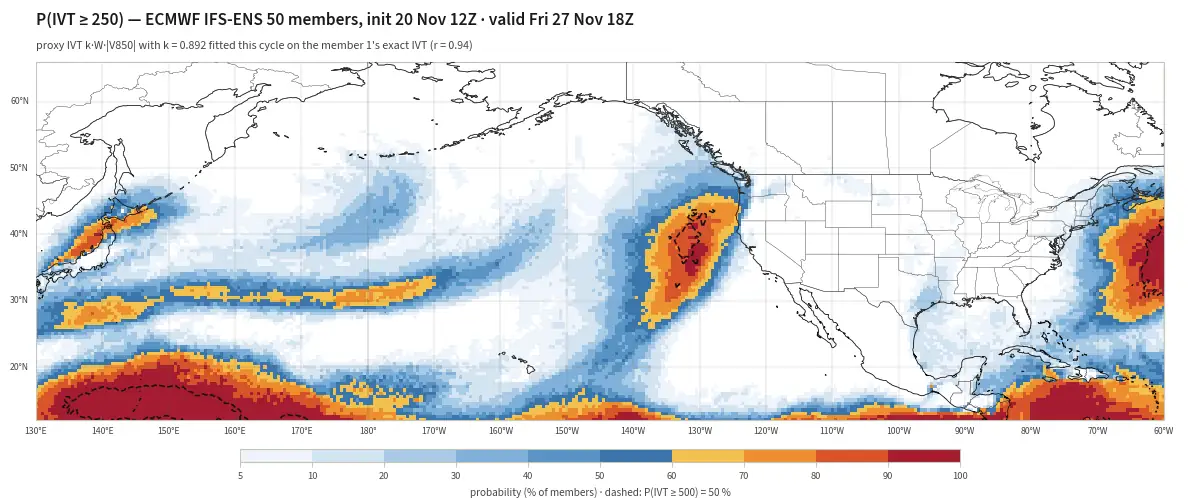 P(IVT ≥ 250) — ECMWF IFS-ENS 50 members, init 20 Nov 12Z · valid Fri 27 Nov 18Z
proxy IVT k·W·|V850| with k = 0.892 fitted this cycle on the member 1's exact IVT (r = 0.94)
60°N
50°N
40°N
30°N
20°N
130°E 140°E 150°E 160°E 170°E 180° 170°W 160°W 150°W 140°W 130°W 120°W 110°W 100°W 90°W 80°W 70°W 60°W
5 10 20 30 40 50 60 70 80 90 100
probability (% of members) · dashed: P(IVT ≥ 500) = 50 %